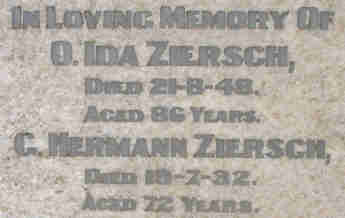 In Loving Memory Of
O. Ida Ziersch,
Died 21-8-48.
Aged 86 Years.
G. Hermann Ziersch,
Died 19-7-32.
Aged 72 Years.